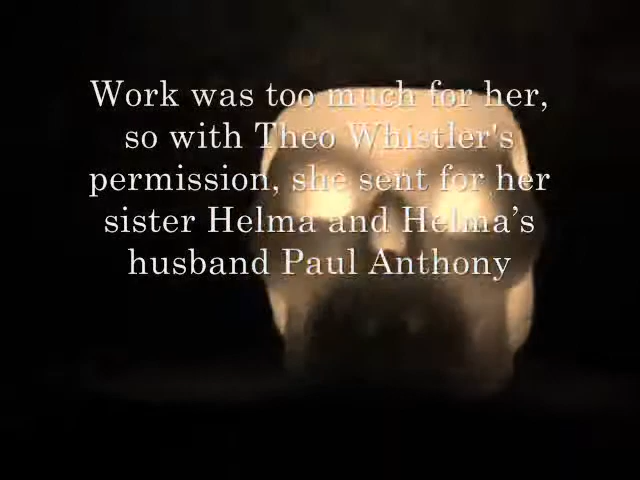 Work was too much for her,
so with Theo Whistler's
permission, she sent for her
sister Helma and Helma’s
husband Paul Anthony